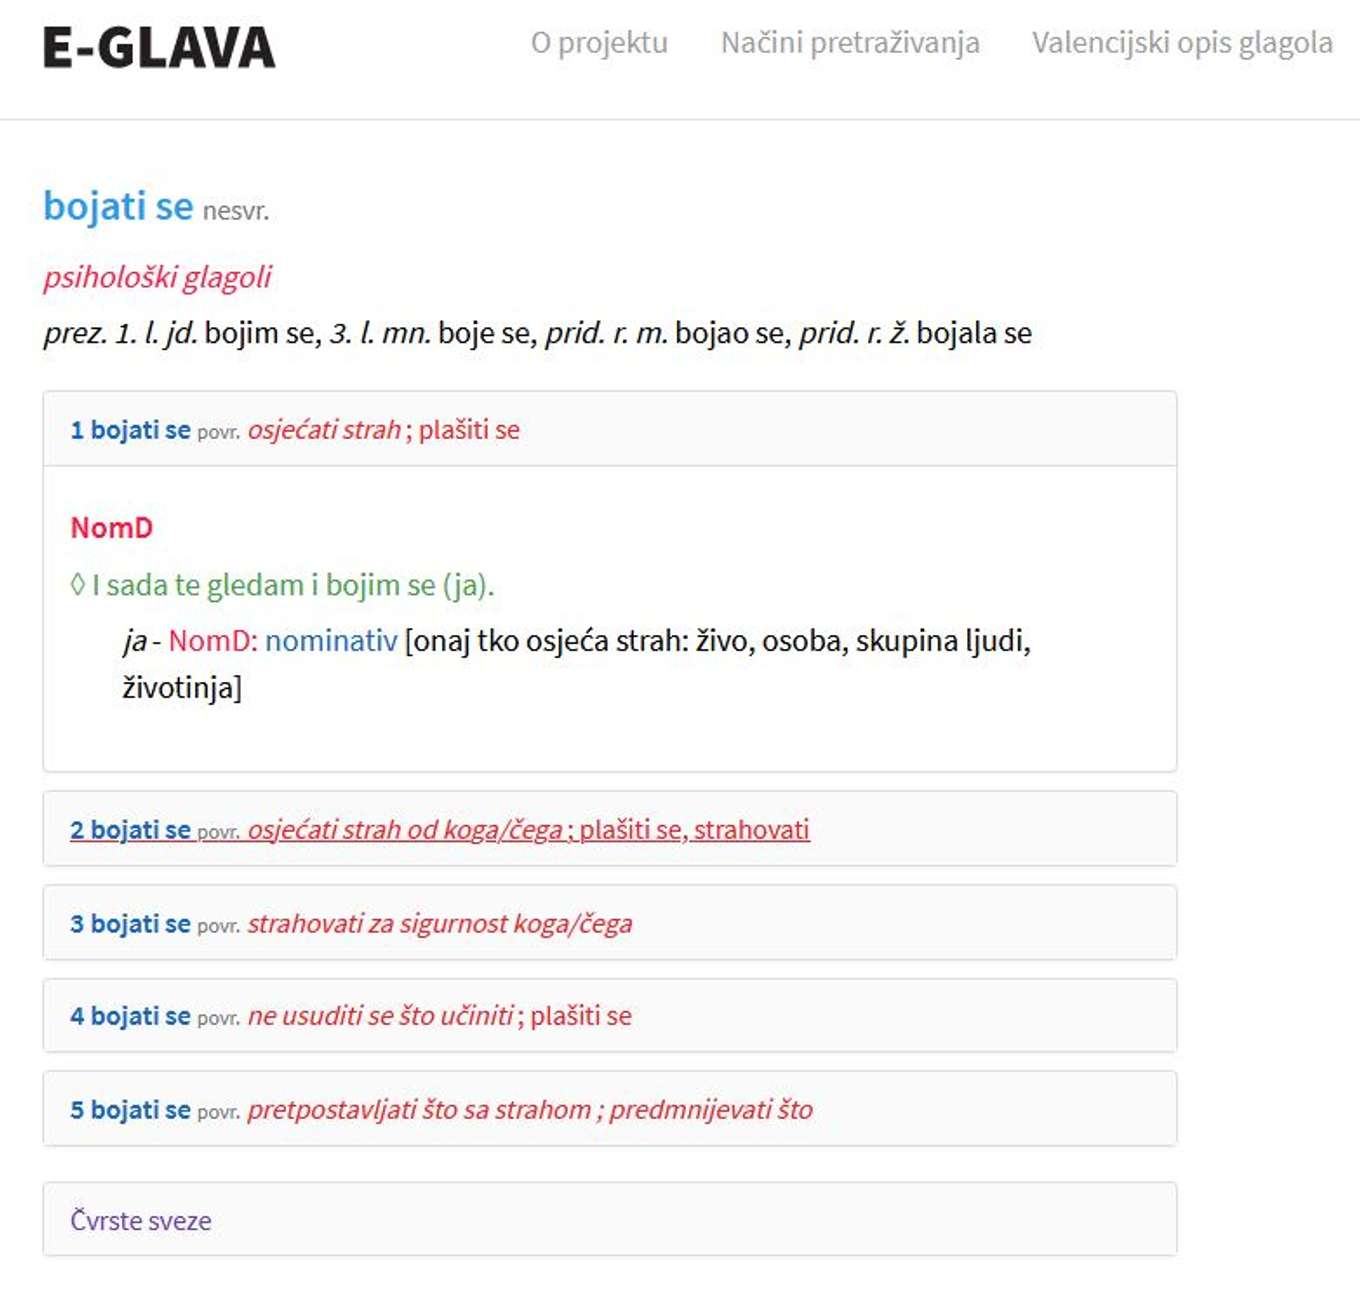 E-GLAVA
O projektu
Načini pretraživanja
Valencijski opis glagola
bojati se nesvr.
psihološki glagoli
prez. 1. l. jd. bojim se, 3. l. mn. boje se, prid. r. m. bojao se, prid. r. ž. bojala se
1 bojati se povr. osjećati strah ; plašiti se
NomD
◊ I sada te gledam i bojim se (ja).
ja - NomD: nominativ [onaj tko osjeća strah: živo, osoba, skupina ljudi,
životinja]
2 bojati se povr. osjećati strah od koga/čega ; plašiti se, strahovati
3 bojati se povr. strahovati za sigurnost koga/čega
4 bojati se povr. ne usuditi se što učiniti ; plašiti se
5 bojati se povr. pretpostavljati što sa strahom ; predmnijevati što
Čvrste sveze